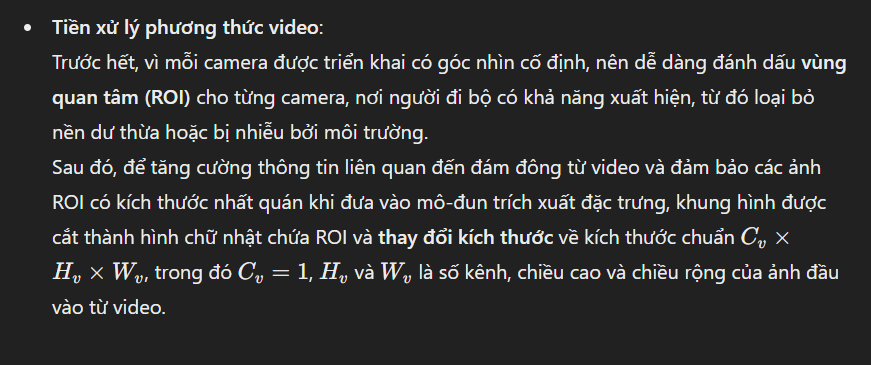 • Tiền xử lý phương thức video:
Trước hết, vì mỗi camera được triển khai có góc nhìn cố định, nên dễ dàng đánh dấu vùng
quan tâm (ROI) cho từng camera, nơi người đi bộ có khả năng xuất hiện, từ đó loại bỏ
nền dư thừa hoặc bị nhiễu bởi môi trường.
Sau đó, để tăng cường thông tin liên quan đến đám đông từ video và đảm bảo các ảnh
ROI có kích thước nhất quán khi đưa vào mô-đun trích xuất đặc trưng, khung hình được
cắt thành hình chữ nhật chứa ROI và thay đổi kích thước về kích thước chuẩn Cᵥ ×
Hᵥ × Wᵥ, trong đó Cᵥ = 1, Hᵥ và Wᵥ là số kênh, chiều cao và chiều rộng của ảnh đầu
vào từ video.